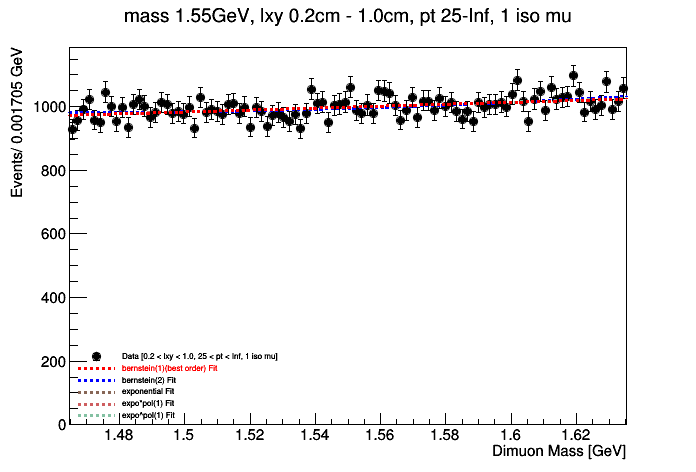 mass 1.55GeV, lxy 0.2cm - 1.0cm, pt 25-Inf, 1 iso mu
Events/ 0.001705 GeV
1000
800
600
400
200
0
Data [0.2 < lxy < 1.0, 25 < pt < Inf, 1 iso mu]
bernstein(1)(best order) Fit
bernstein(2) Fit
exponential Fit
expo*pol(1) Fit
expo^pol(1) Fit
1.48 1.5 1.52 1.54 1.56 1.58 1.6 1.62
Dimuon Mass [GeV]